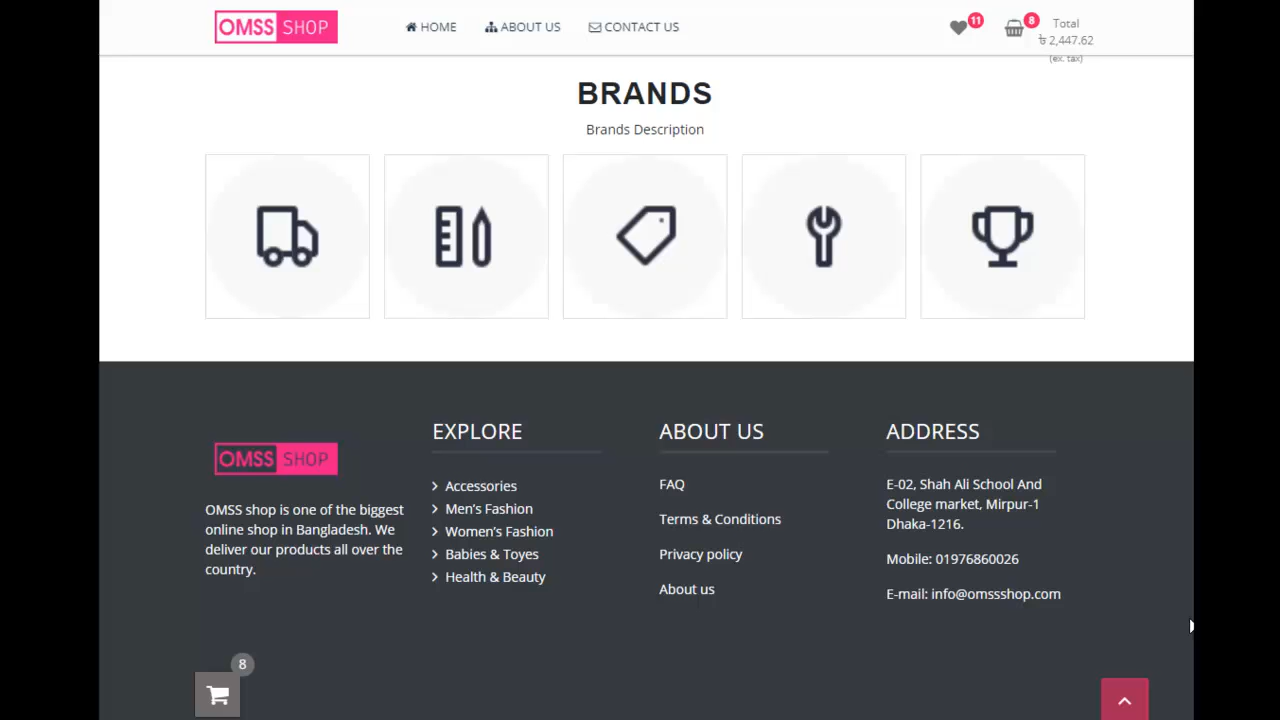 OMSS SHOP
HOME
ABOUT US
CONTACT US
11
8
Total
৳ 2,447.62
(ex. tax)
BRANDS
Brands Description
OMSS SHOP
OMSS shop is one of the biggest
online shop in Bangladesh. We
deliver our products all over the
country.
EXPLORE
Accessories
Men's Fashion
Women's Fashion
Babies & Toyes
Health & Beauty
ABOUT US
FAQ
Terms & Conditions
Privacy policy
About us
ADDRESS
E-02, Shah Ali School And
College market, Mirpur-1
Dhaka-1216.
Mobile: 01976860026
E-mail: info@omssshop.com
8